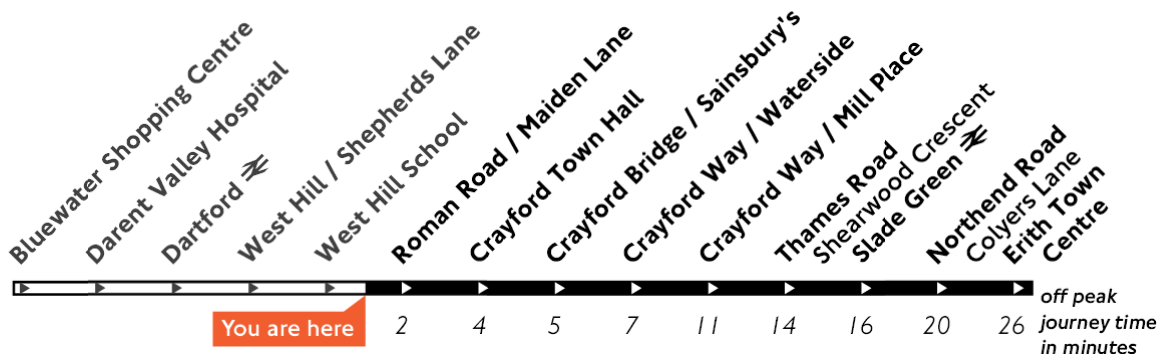 Bluewater Shopping Centre
Darent Valley Hospital
Dartford
West Hill / Shepherds Lane
West Hill School
Roman Road / Maiden Lane
Crayford Town Hall
Crayford Bridge / Sainsbury's
Crayford Way / Waterside
Crayford Way / Mill Place
Thames Road
Shearwood Crescent
Slade Green
Northend Road
Colyers Lane
Erith Town
Centre
You are here
2 4 5 7 11 14 16 20 26
off peak
journey time
in minutes